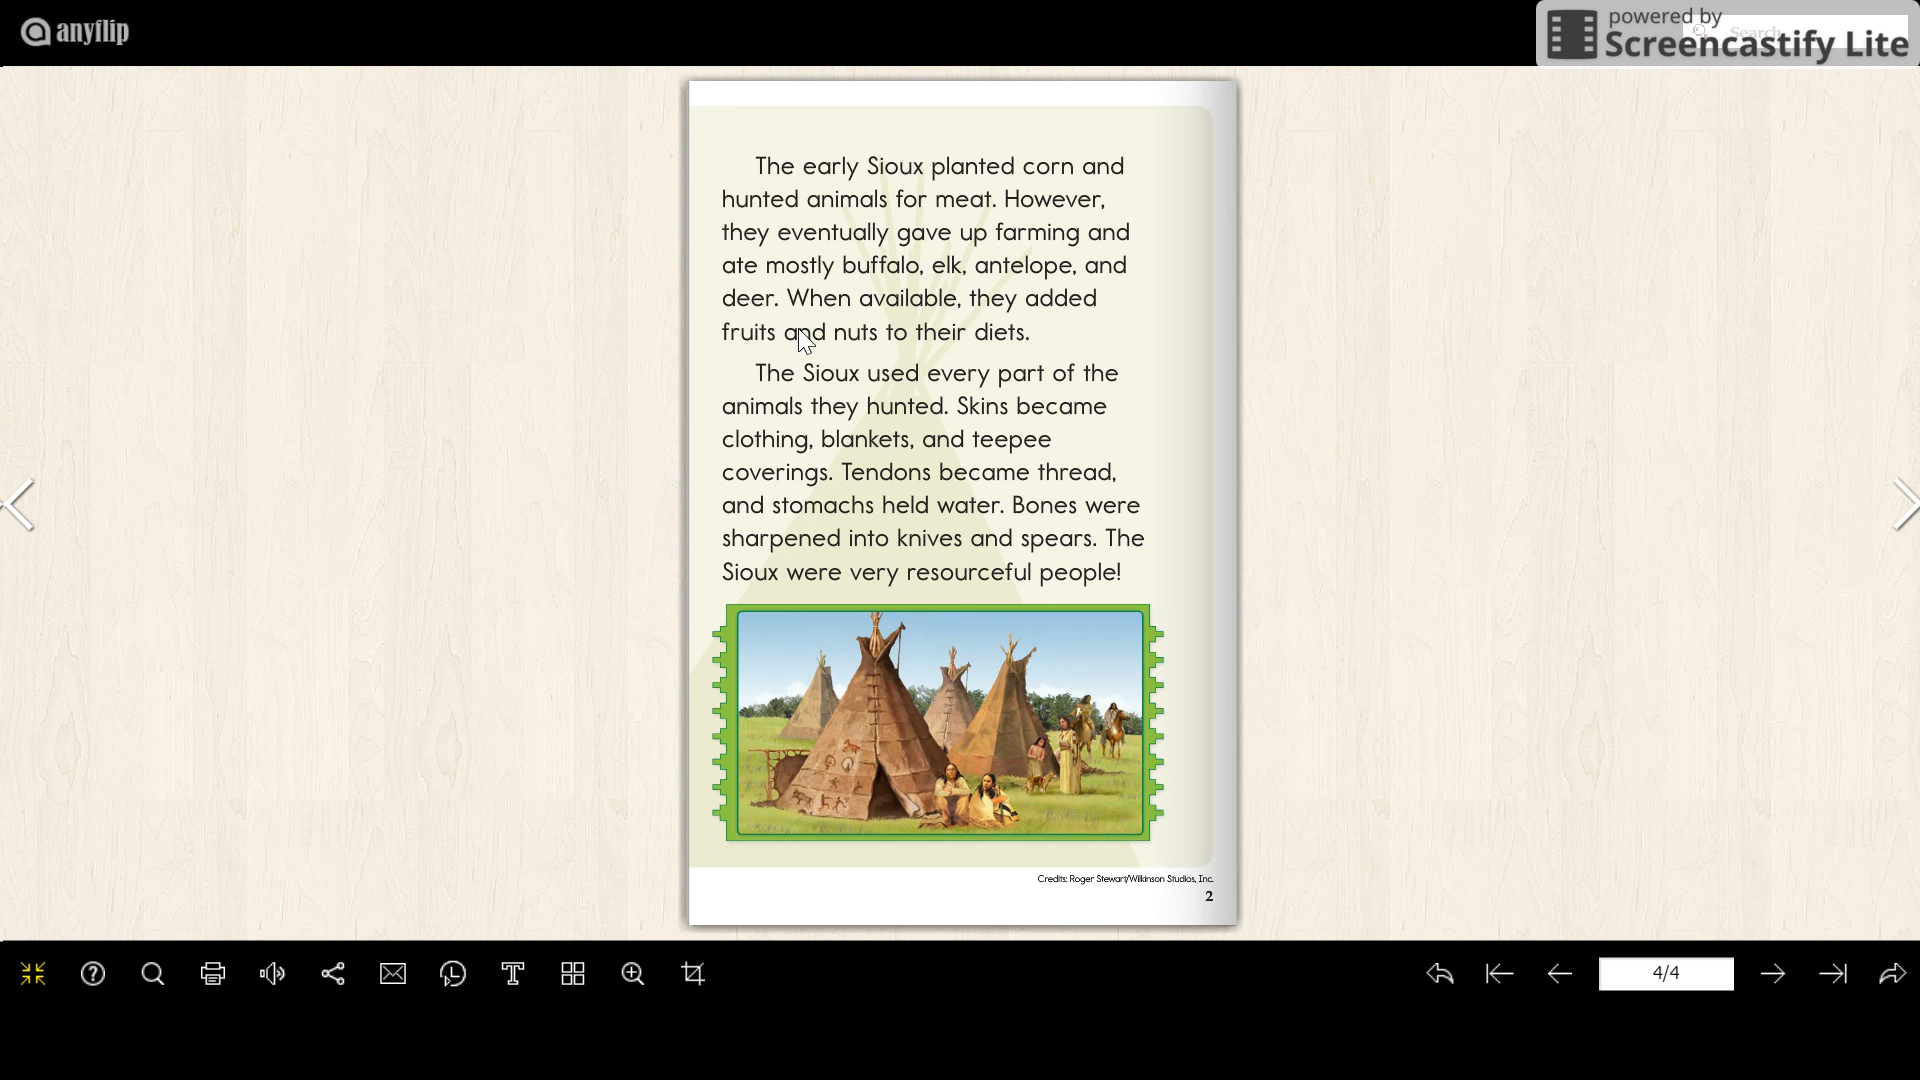 anyflip
powered by
Screencastify Lite
Search
The early Sioux planted corn and
hunted animals for meat. However,
they eventually gave up farming and
ate mostly buffalo, elk, antelope, and
deer. When available, they added
fruits and nuts to their diets.
The Sioux used every part of the
animals they hunted. Skins became
clothing, blankets, and teepee
coverings. Tendons became thread,
and stomachs held water. Bones were
sharpened into knives and spears. The
Sioux were very resourceful people!
Credits: Roger Stewart/Wilkinson Studios, Inc.
2
4/4